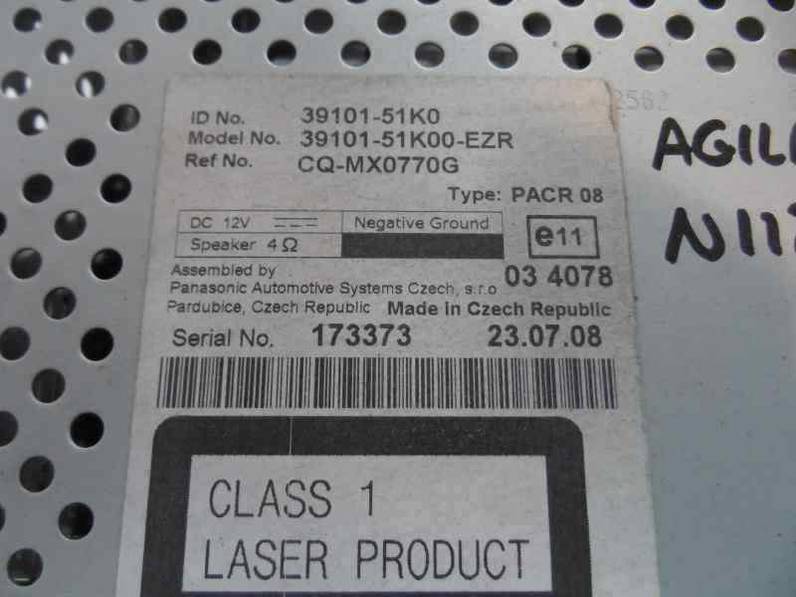 ID No. 39101-51K0
Model No. 39101-51K00-EZR
Ref No. CQ-MX0770G
Type: PACR 08
DC 12V Negative Ground
Speaker 4 Ω
e11
Assembled by
03 4078
Panasonic Automotive Systems Czech, s.r.o
Pardubice, Czech Republic Made in Czech Republic
Serial No. 173373 23.07.08
CLASS 1
LASER PRODUCT